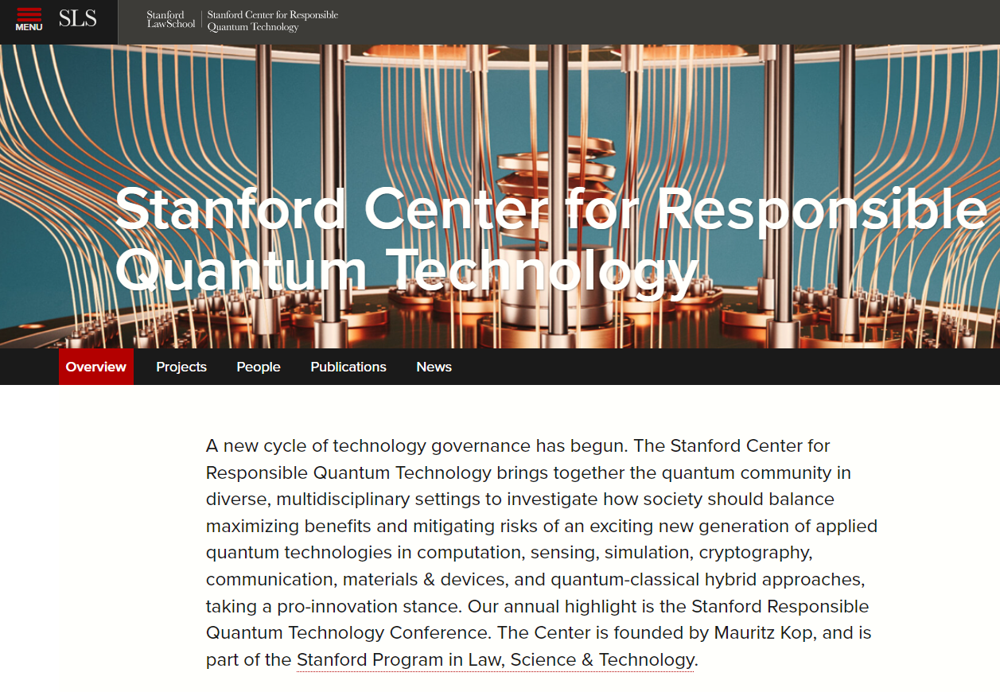 MENU
SLS
Stanford
LawSchool
Stanford Center for Responsible
Quantum Technology
Stanford Center for Responsible
Quantum Technology
Overview
Projects
People
Publications
News
A new cycle of technology governance has begun. The Stanford Center for
Responsible Quantum Technology brings together the quantum community in
diverse, multidisciplinary settings to investigate how society should balance
maximizing benefits and mitigating risks of an exciting new generation of applied
quantum technologies in computation, sensing, simulation, cryptography,
communication, materials & devices, and quantum-classical hybrid approaches,
taking a pro-innovation stance. Our annual highlight is the Stanford Responsible
Quantum Technology Conference. The Center is founded by Mauritz Kop, and is
part of the Stanford Program in Law, Science & Technology.